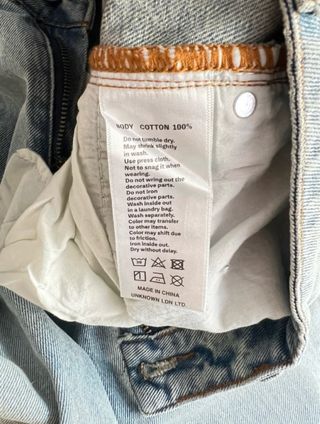 BODY COTTON 100%
Do not tumble dry.
May shrink slightly
in wash.
Use press cloth.
Not to snag it when
wearing.
Do not wring out the
decorative parts.
Do not iron
decorative parts.
Wash inside out
in a laundry bag.
Wash separately.
Color may transfer
to other items.
Color may shift due
to friction.
Iron inside out.
Dry without delay.
MADE IN CHINA
UNKNOWN LDN LTD.